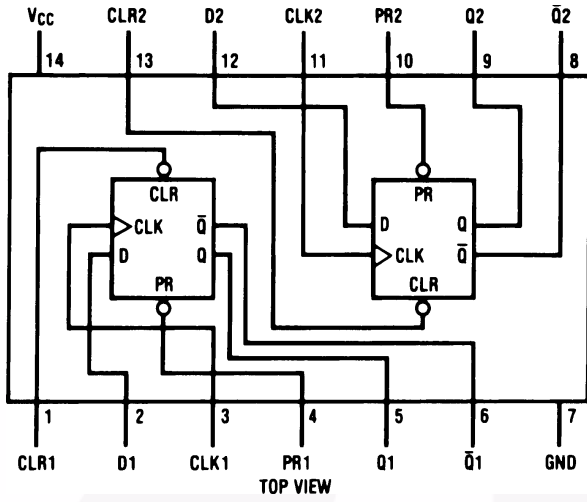 VCC CLR2 D2 CLK2 PR2 Q2 Q̅2
14 13 12 11 10 9 8
CLR PR
CLK Q̅ D Q
D Q CLK Q̅
PR CLR
1 2 3 4 5 6 7
CLR1 D1 CLK1 PR1 Q1 Q̅1 GND
TOP VIEW